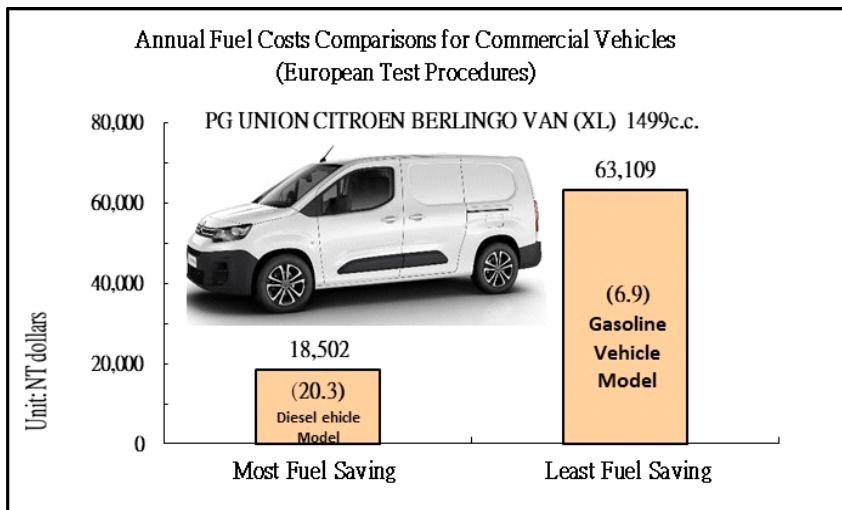 Annual Fuel Costs Comparisons for Commercial Vehicles
(European Test Procedures)
PG UNION CITROEN BERLINGO VAN (XL) 1499c.c.
Unit: NT dollars
80,000
60,000
40,000
20,000
0
18,502
(20.3)
Diesel ehicle
Model
63,109
(6.9)
Gasoline
Vehicle
Model
Most Fuel Saving
Least Fuel Saving